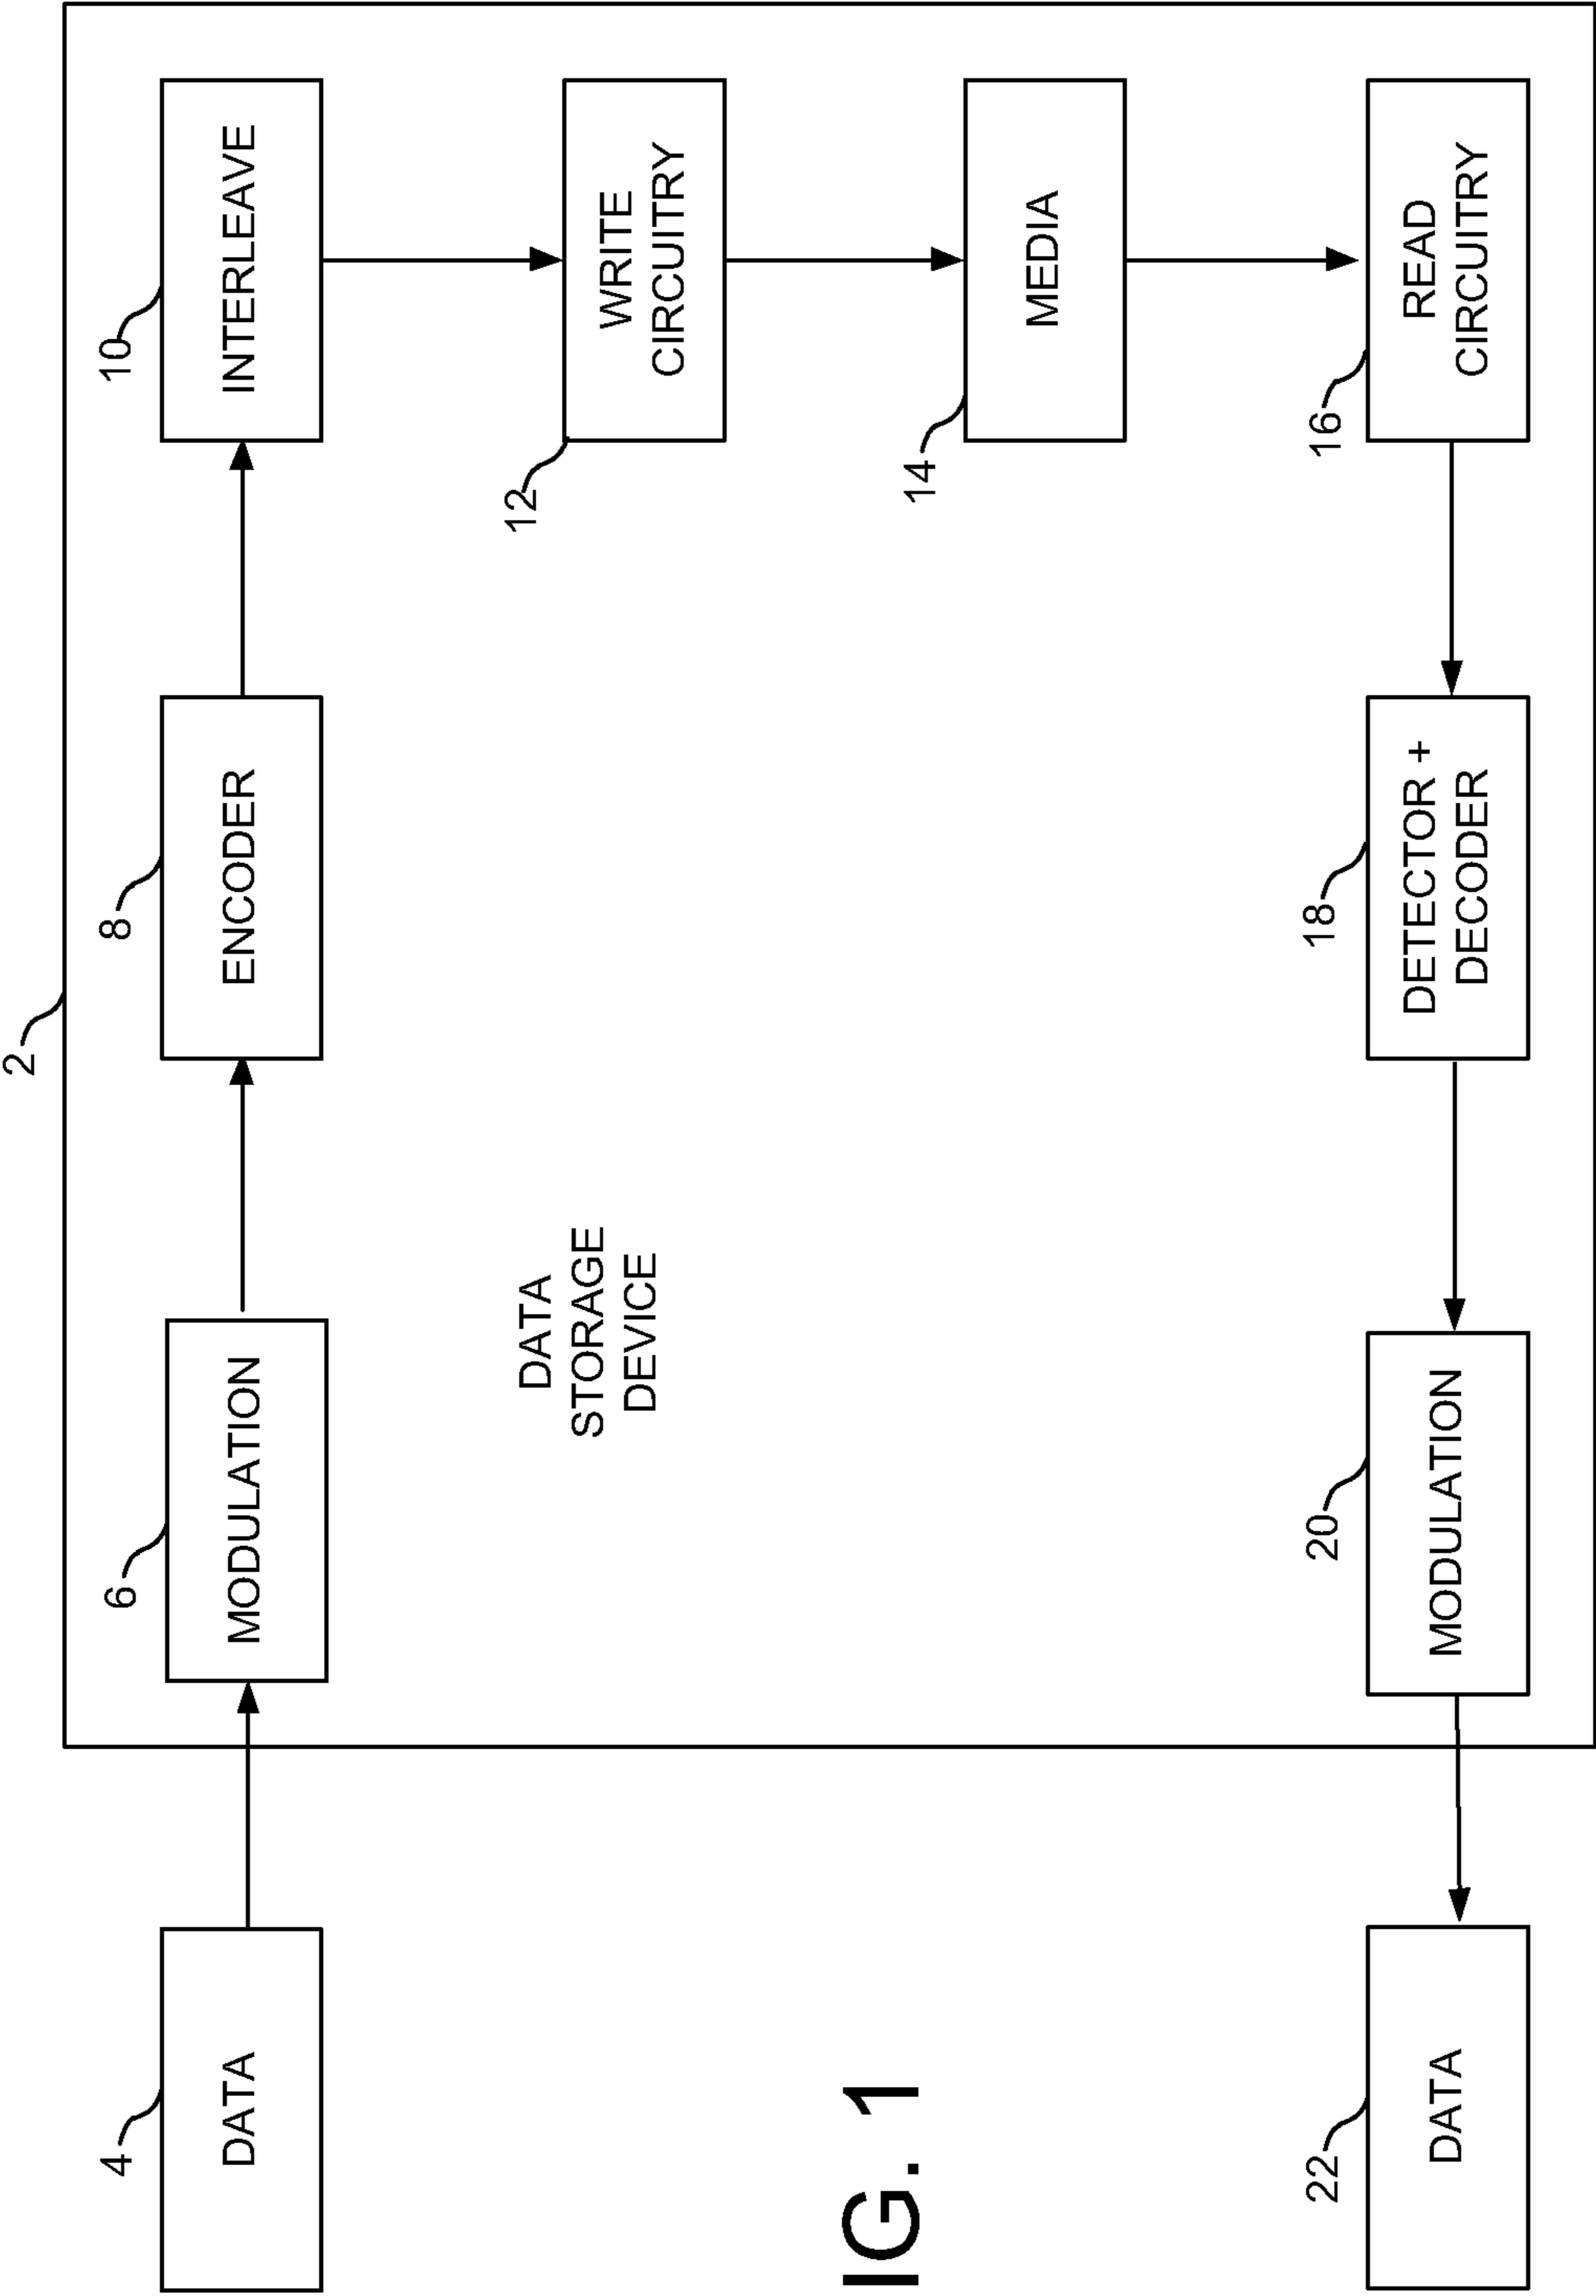 2
4
DATA
6
MODULATION
8
ENCODER
10
INTERLEAVE
12
WRITE
CIRCUITRY
DATA
STORAGE
DEVICE
14
MEDIA
16
READ
CIRCUITRY
18
DETECTOR +
DECODER
20
MODULATION
22
DATA
IG. 1